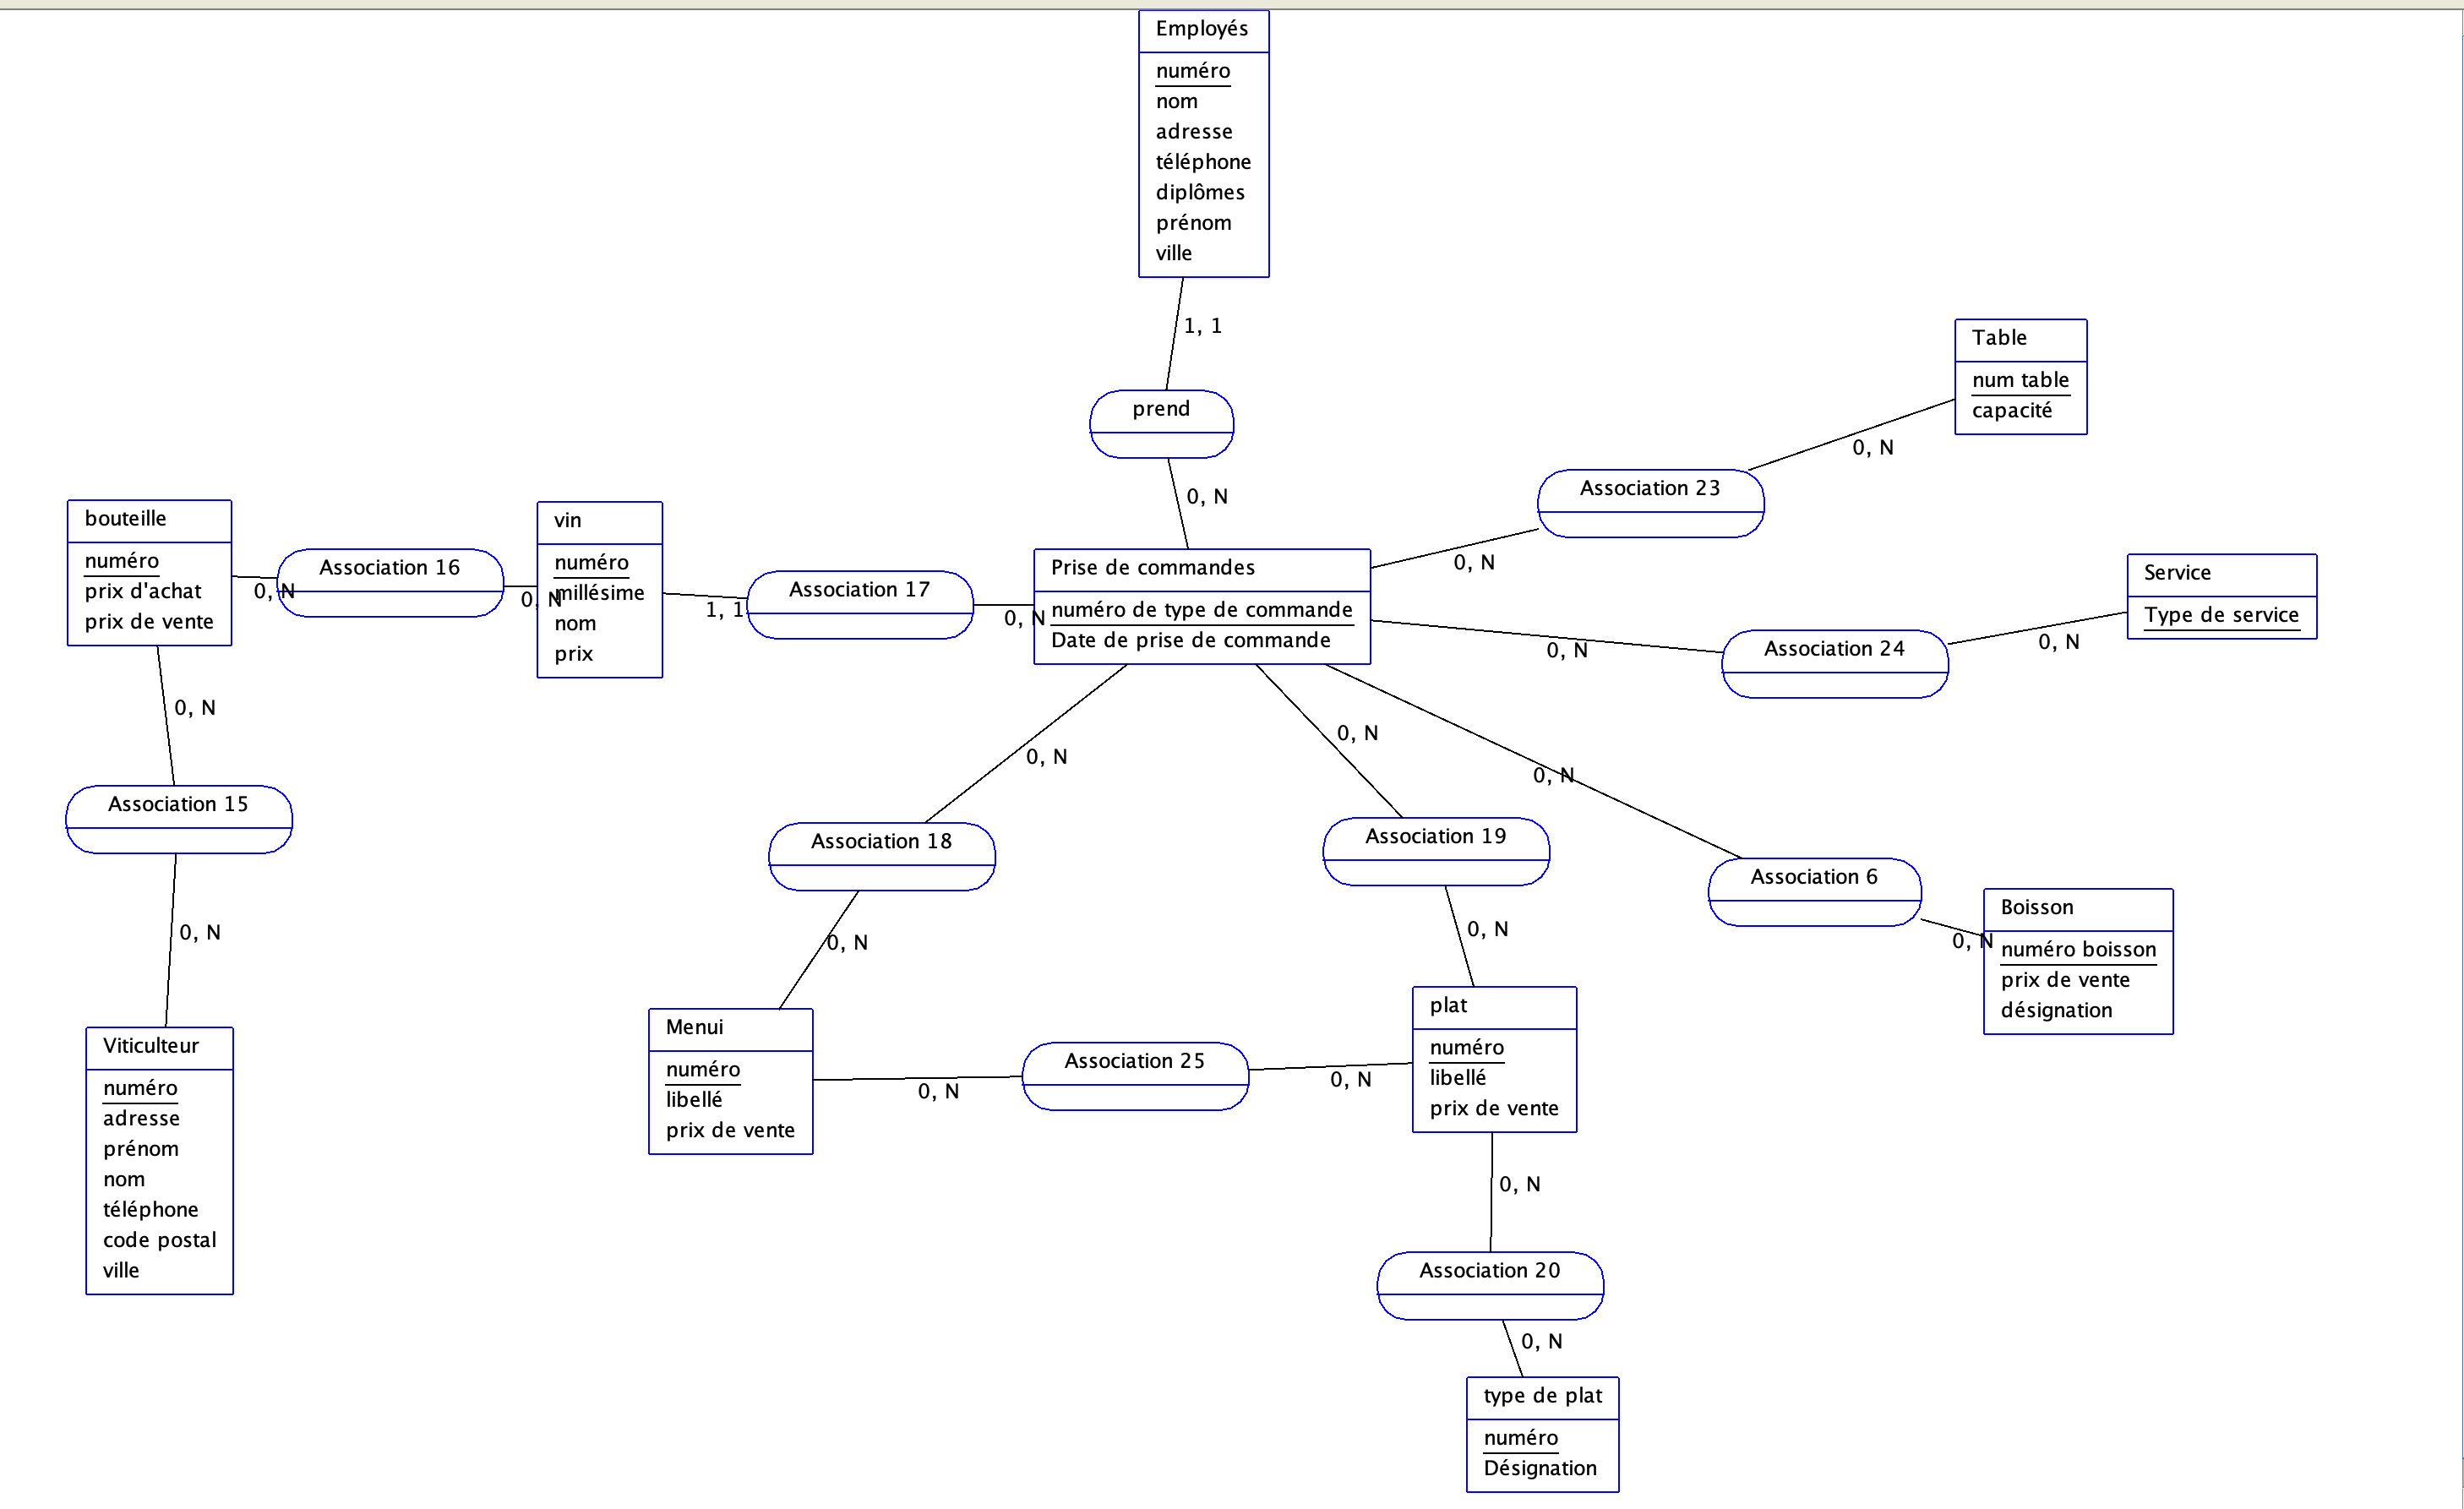 Employés
numéro
nom
adresse
téléphone
diplômes
prénom
ville
1, 1
prend
0, N
Table
num table
capacité
0, N
Association 23
0, N
bouteille
numéro
prix d'achat
prix de vente
0, N
Association 16
0, N
vin
numéro
millésime
nom
prix
1, 1
Association 17
0, N
Prise de commandes
numéro de type de commande
Date de prise de commande
0, N
Association 24
0, N
Service
Type de service
0, N
Association 15
0, N
Viticulteur
numéro
adresse
prénom
nom
téléphone
code postal
ville
0, N
Association 18
0, N
Menui
numéro
libellé
prix de vente
0, N
Association 25
0, N
0, N
Association 19
0, N
plat
numéro
libellé
prix de vente
0, N
Association 6
0, N
Boisson
numéro boisson
prix de vente
désignation
0, N
Association 20
0, N
type de plat
numéro
Désignation